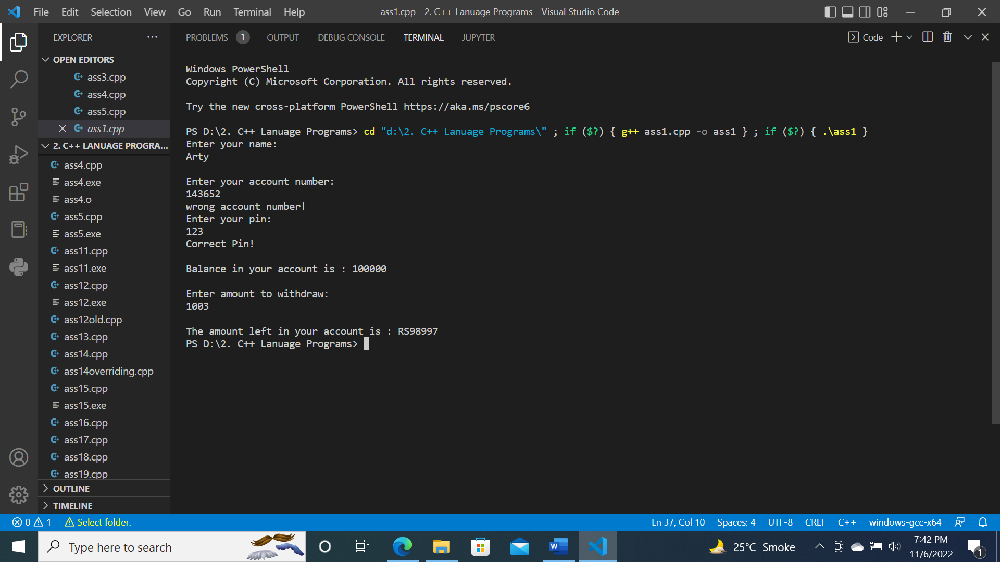 File Edit Selection View Go Run Terminal Help
ass1.cpp - 2. C++ Lanuage Programs - Visual Studio Code
EXPLORER
OPEN EDITORS
ass3.cpp
ass4.cpp
ass5.cpp
ass1.cpp
2. C++ LANUAGE PROGRA...
ass4.cpp
ass4.exe
ass4.o
ass5.cpp
ass5.exe
ass11.cpp
ass11.exe
ass12.cpp
ass12.exe
ass12old.cpp
ass13.cpp
ass14.cpp
ass14overriding.cpp
ass15.cpp
ass15.exe
ass16.cpp
ass17.cpp
ass18.cpp
ass19.cpp
OUTLINE
TIMELINE
PROBLEMS 1 OUTPUT DEBUG CONSOLE TERMINAL JUPYTER
Code
Windows PowerShell
Copyright (C) Microsoft Corporation. All rights reserved.
Try the new cross-platform PowerShell https://aka.ms/pscore6
PS D:\2. C++ Lanuage Programs> cd "d:\2. C++ Lanuage Programs\" ; if ($?) { g++ ass1.cpp -o ass1 } ; if ($?) { .\ass1 }
Enter your name:
Arty
Enter your account number:
143652
wrong account number!
Enter your pin:
123
Correct Pin!
Balance in your account is : 100000
Enter amount to withdraw:
1003
The amount left in your account is : RS98997
PS D:\2. C++ Lanuage Programs>
0 1 Select folder.
Ln 37, Col 10 Spaces: 4 UTF-8 CRLF C++ windows-gcc-x64
Type here to search
W
25°C Smoke
7:42 PM
11/6/2022
1